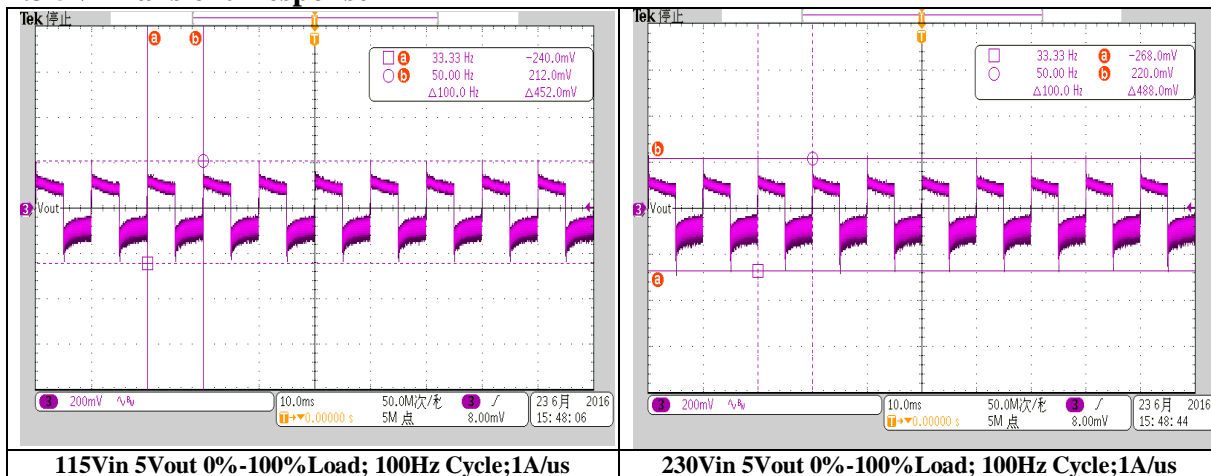 Tek 停止
T
a b
T
a 33.33 Hz -240.0mV
b 50.00 Hz 212.0mV
Δ100.0 Hz Δ452.0mV
3 Vout
3 200mV
10.0ms 50.0M次/秒 3
T→▼0.00000 s 5M 点 8.00mV
23 6月 2016
15:48:06
115Vin 5Vout 0%-100%Load; 100Hz Cycle;1A/us
Tek 停止
T
T
33.33 Hz a -268.0mV
50.00 Hz b 220.0mV
Δ100.0 Hz Δ488.0mV
b
3 Vout
a
3 200mV
10.0ms 50.0M次/秒 3
T→▼0.00000 s 5M 点 8.00mV
23 6月 2016
15:48:44
230Vin 5Vout 0%-100%Load; 100Hz Cycle;1A/us